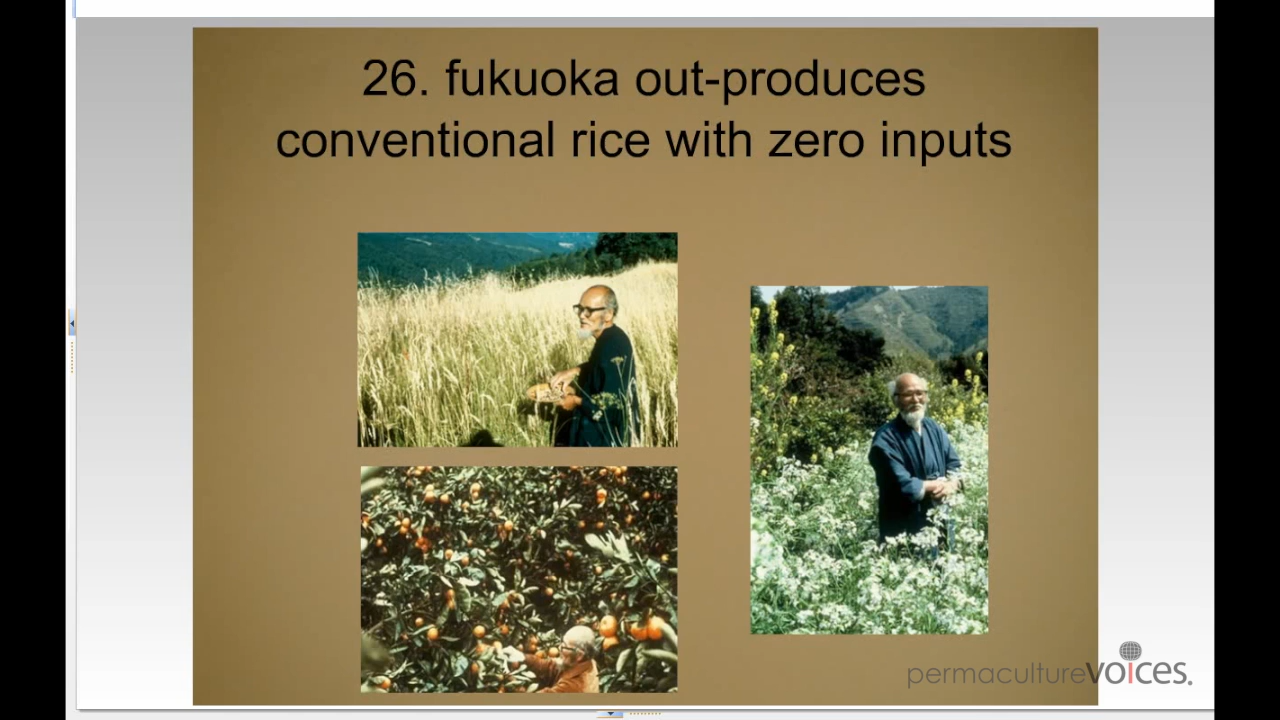 26. fukuoka out-produces
conventional rice with zero inputs
permaculturevoices.